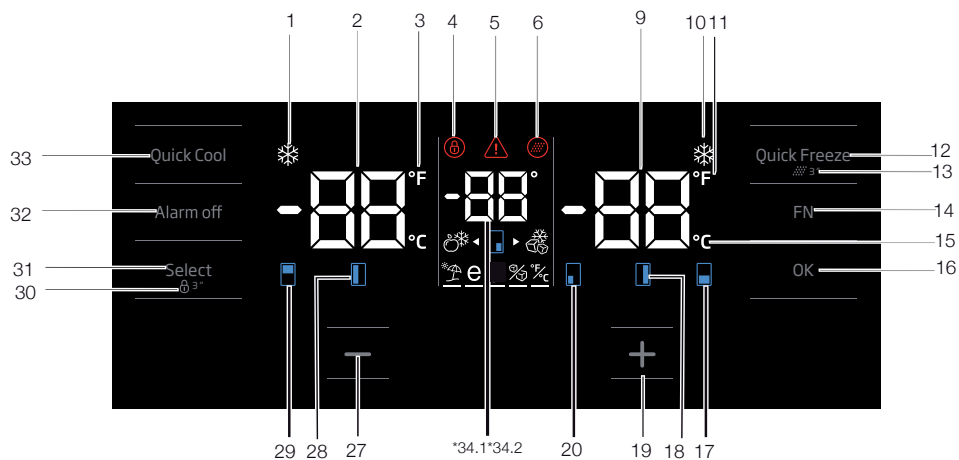 1 2 3 4 5 6 9 10 11
33 Quick Cool Quick Freeze 12
3" 13
°F -88 °F -88° -88 °F
32 Alarm off FN 14
°C °C 15
31 Select OK 16
30 3"
e % °F/°C
29 28 27 *34.1*34.2 20 19 18 17